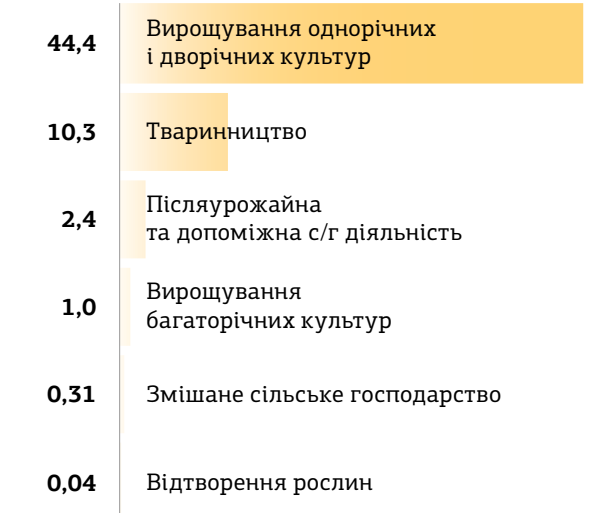 44,4
Вирощування однорічних
і дворічних культур
10,3
Тваринництво
2,4
Післяурожайна
та допоміжна с/г діяльність
1,0
Вирощування
багаторічних культур
0,31
Змішане сільське господарство
0,04
Відтворення рослин